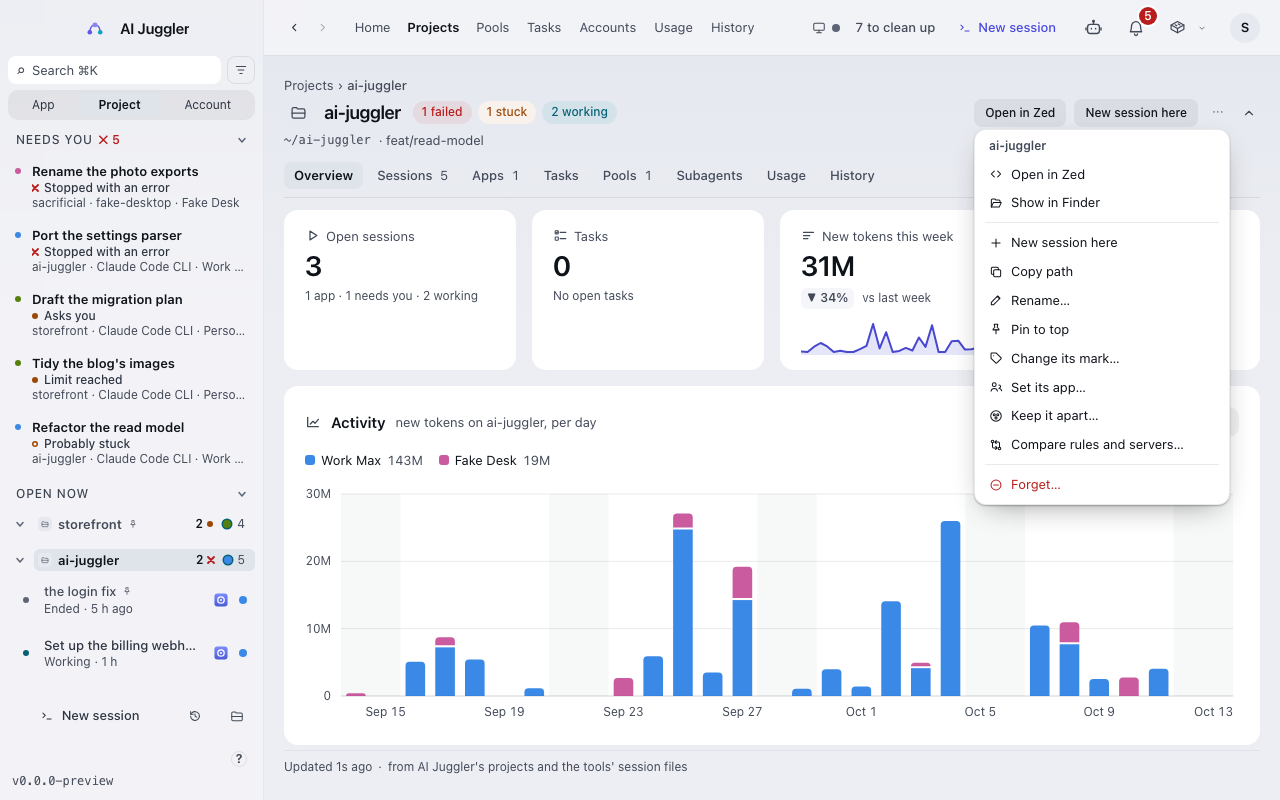 AI Juggler
Search ⌘K
App Project Account
NEEDS YOU 5
Rename the photo exports
Stopped with an error
sacrificial · fake-desktop · Fake Desk
Port the settings parser
Stopped with an error
ai-juggler · Claude Code CLI · Work ...
Draft the migration plan
Asks you
storefront · Claude Code CLI · Perso...
Tidy the blog's images
Limit reached
storefront · Claude Code CLI · Perso...
Refactor the read model
Probably stuck
ai-juggler · Claude Code CLI · Work ...
OPEN NOW
storefront 2 4
ai-juggler 2 5
the login fix
Ended · 5 h ago
Set up the billing webh...
Working · 1 h
New session
?
v0.0.0-preview
Home Projects Pools Tasks Accounts Usage History
7 to clean up
New session
5
S
Projects › ai-juggler
ai-juggler 1 failed 1 stuck 2 working
Open in Zed New session here
~/ai-juggler · feat/read-model
Overview Sessions 5 Apps 1 Tasks Pools 1 Subagents Usage History
Open sessions
3
1 app · 1 needs you · 2 working
Tasks
0
No open tasks
New tokens this week
31M
▼ 34% vs last week
ai-juggler
Open in Zed
Show in Finder
New session here
Copy path
Rename...
Pin to top
Change its mark...
Set its app...
Keep it apart...
Compare rules and servers...
Forget...
Activity new tokens on ai-juggler, per day
Work Max 143M Fake Desk 19M
30M
20M
10M
0
Sep 15 Sep 19 Sep 23 Sep 27 Oct 1 Oct 5 Oct 9 Oct 13
Updated 1s ago · from AI Juggler's projects and the tools' session files